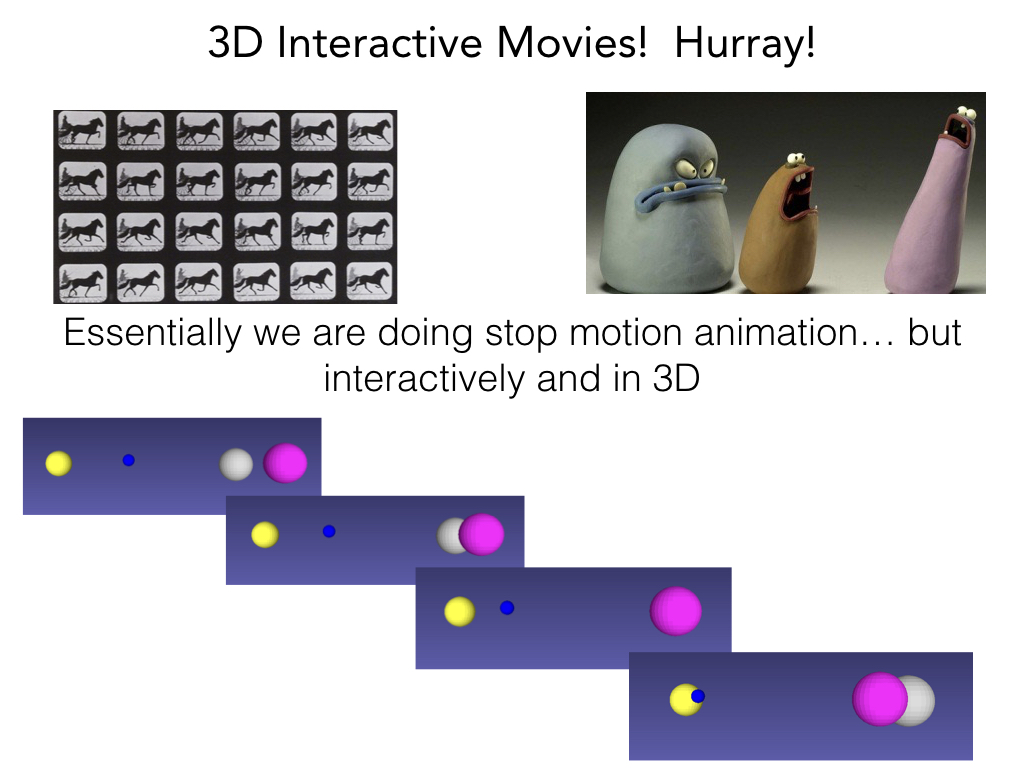 3D Interactive Movies!  Hurray!
Essentially we are doing stop motion animation… but
interactively and in 3D